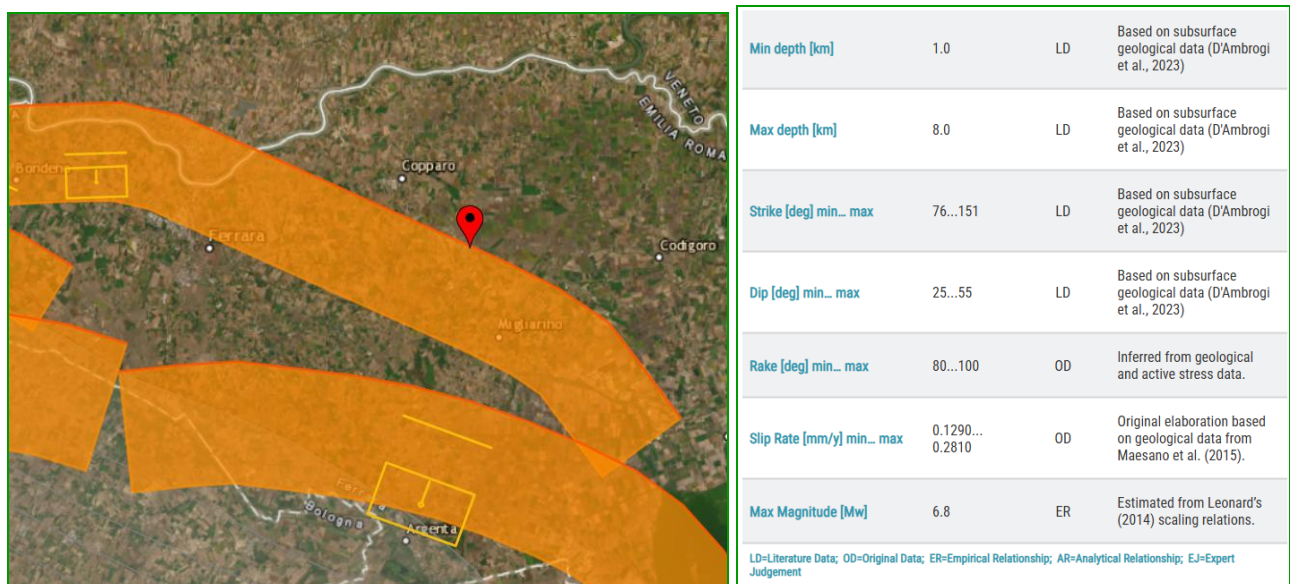 VENETO
EMILIA ROMA
Bonden
Copparo
Ferrara
Codigoro
Migliarino
Bologna
Argenta
Min depth [km] 1.0 LD Based on subsurface
geological data (D'Ambrogi
et al., 2023)
Max depth [km] 8.0 LD Based on subsurface
geological data (D'Ambrogi
et al., 2023)
Strike [deg] min... max 76...151 LD Based on subsurface
geological data (D'Ambrogi
et al., 2023)
Dip [deg] min... max 25...55 LD Based on subsurface
geological data (D'Ambrogi
et al., 2023)
Rake [deg] min... max 80...100 OD Inferred from geological
and active stress data.
Slip Rate [mm/y] min... max 0.1290...
0.2810 OD Original elaboration based
on geological data from
Maesano et al. (2015).
Max Magnitude [Mw] 6.8 ER Estimated from Leonard's
(2014) scaling relations.
LD=Literature Data; OD=Original Data; ER=Empirical Relationship; AR=Analytical Relationship; EJ=Expert
Judgement